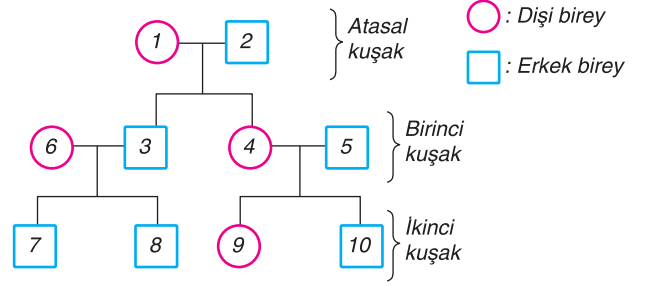 1
2
Atasal
kuşak
: Dişi birey
: Erkek birey
6
3
4
5
Birinci
kuşak
7
8
9
10
İkinci
kuşak